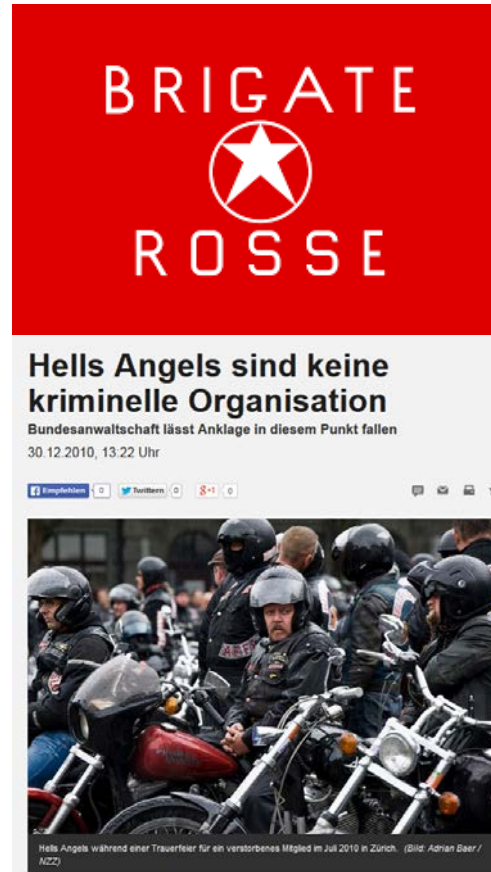 BRIGATE
ROSSE
Hells Angels sind keine
kriminelle Organisation
Bundesanwaltschaft lässt Anklage in diesem Punkt fallen
30.12.2010, 13:22 Uhr
Empfehlen 0 Twittern 0 g+1 0
Hells Angels während einer Trauerfeier für ein verstorbenes Mitglied im Juli 2010 in Zürich. (Bild: Adrian Baer /
NZZ)